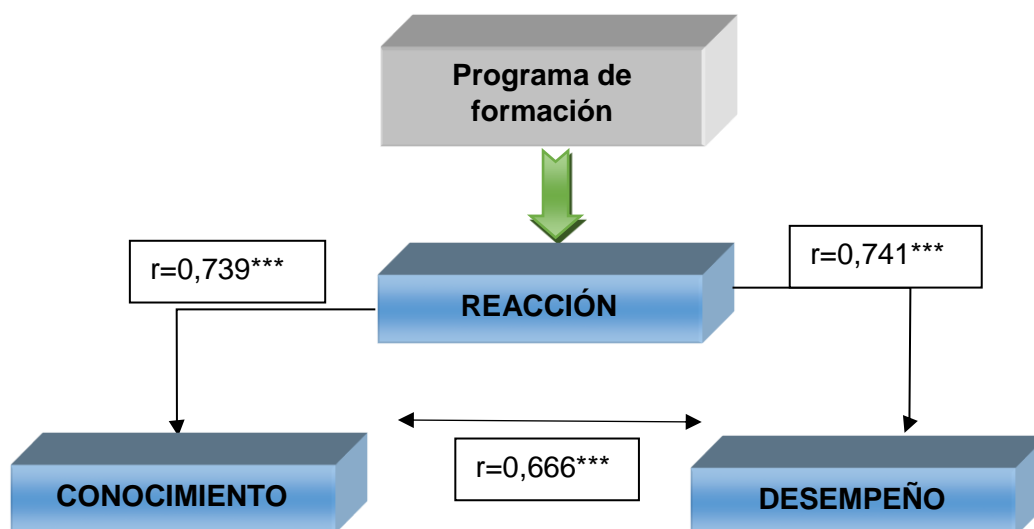 Programa de
formación
r=0,739***
r=0,741***
REACCIÓN
r=0,666***
CONOCIMIENTO
DESEMPEÑO